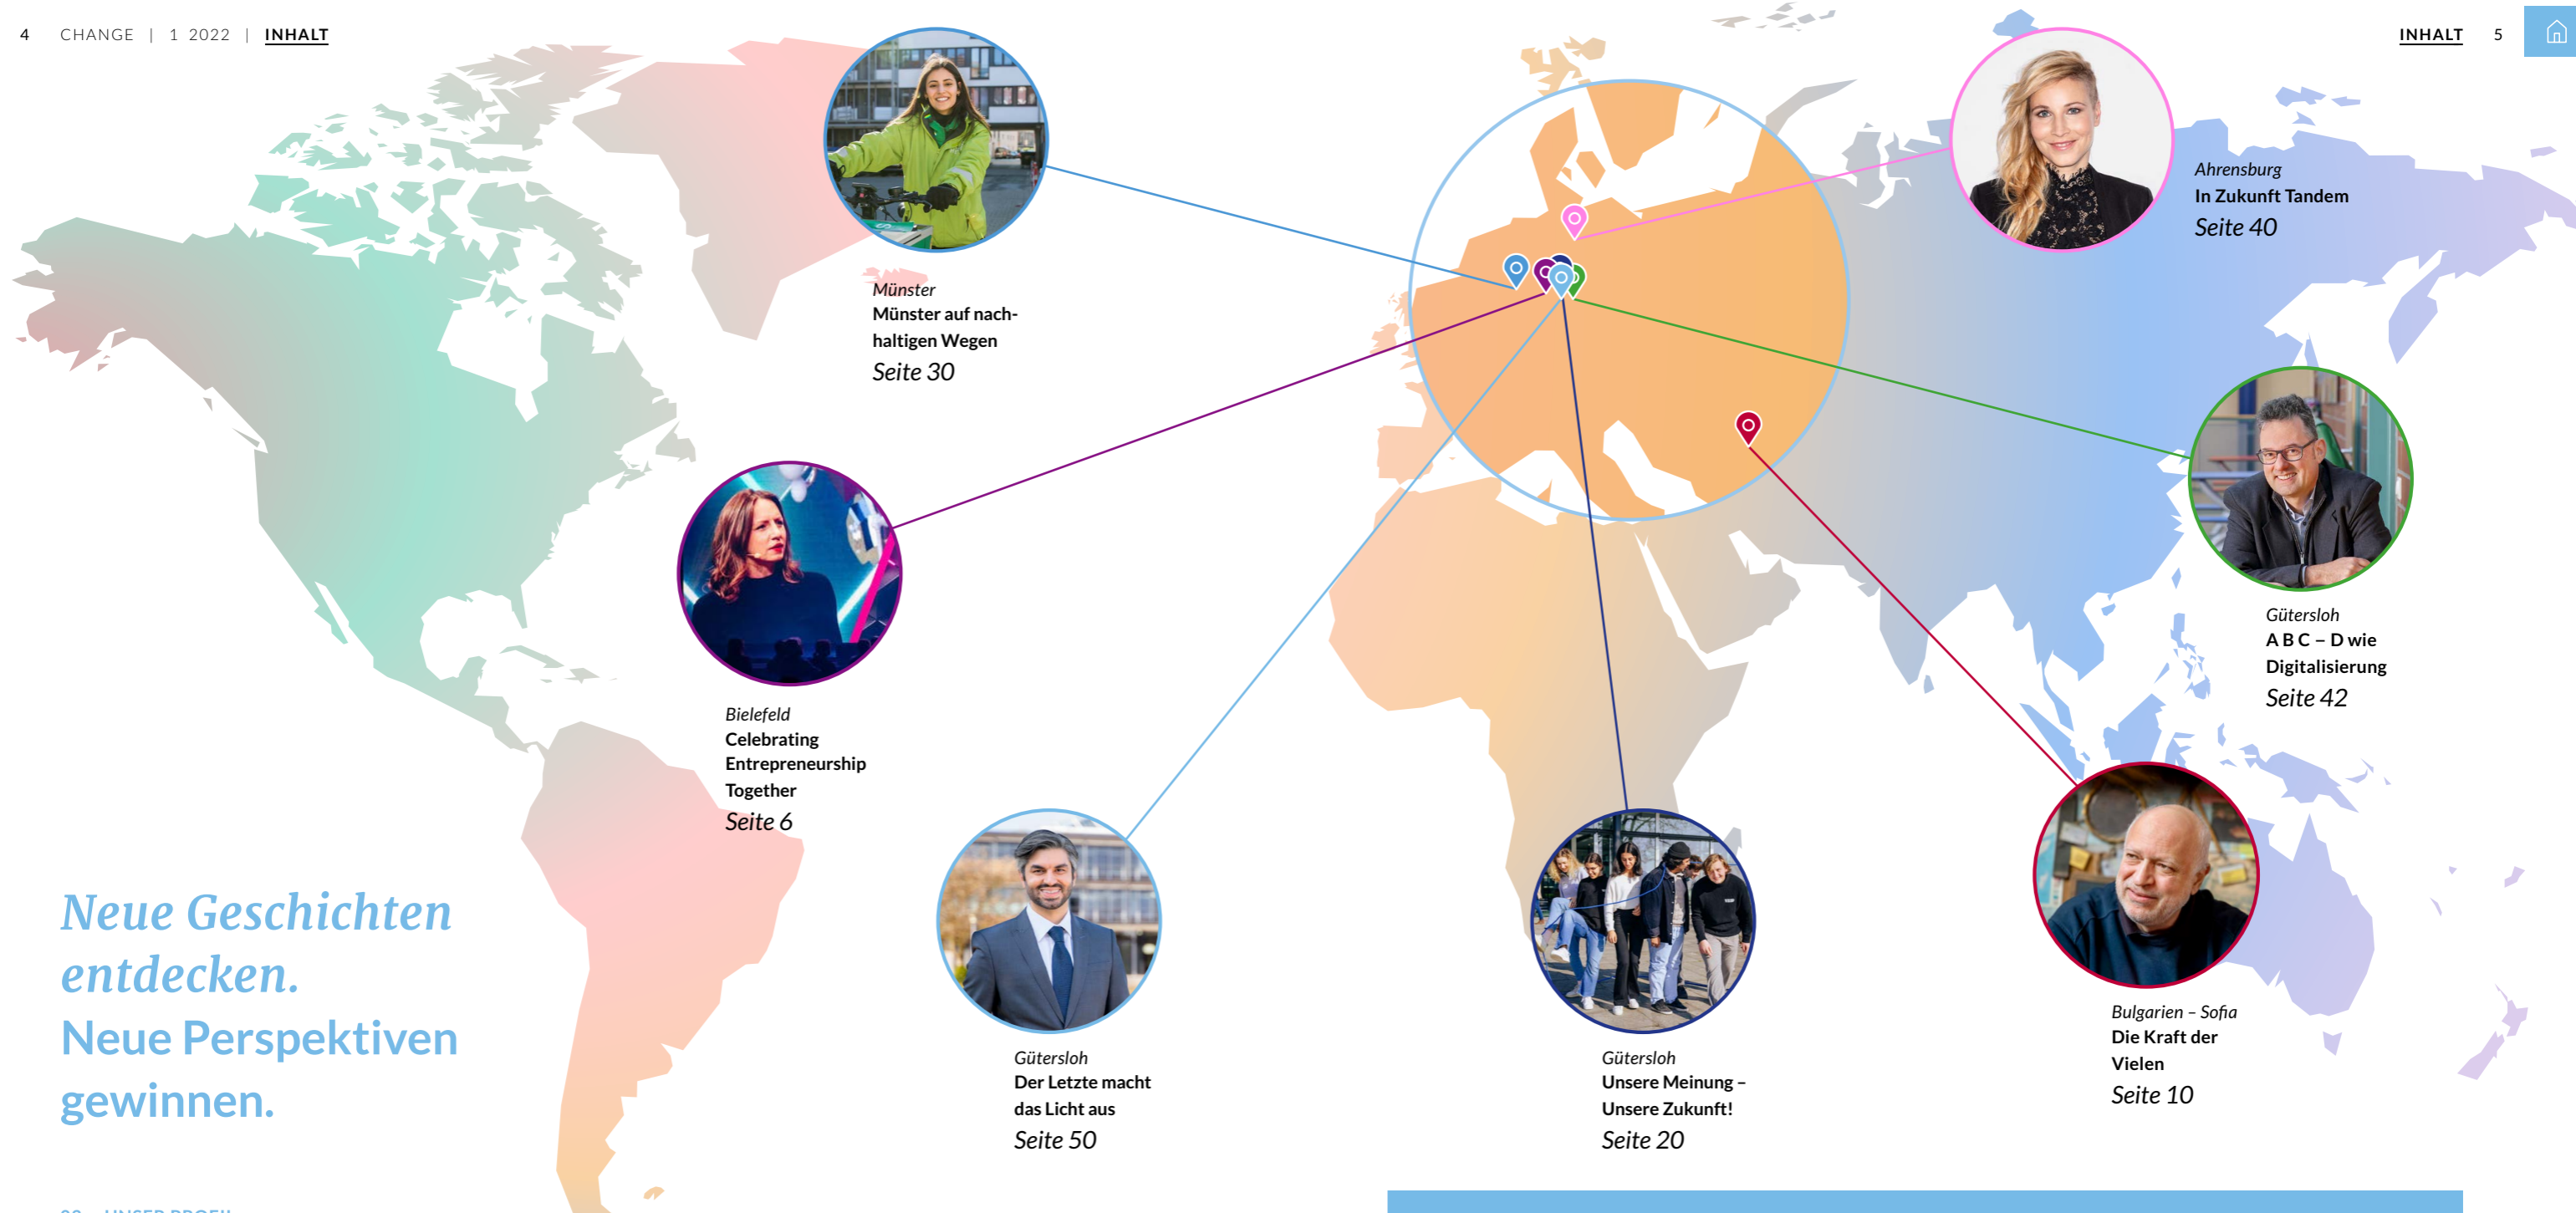 4 CHANGE | 1 2022 | INHALT
INHALT 5
Münster
Münster auf nach-
haltigen Wegen
Seite 30
Ahrensburg
In Zukunft Tandem
Seite 40
Bielefeld
Celebrating
Entrepreneurship
Together
Seite 6
Gütersloh
A B C – D wie
Digitalisierung
Seite 42
Neue Geschichten
entdecken.
Neue Perspektiven
gewinnen.
Gütersloh
Der Letzte macht
das Licht aus
Seite 50
Gütersloh
Unsere Meinung –
Unsere Zukunft!
Seite 20
Bulgarien – Sofia
Die Kraft der
Vielen
Seite 10
UNSER PROFIL